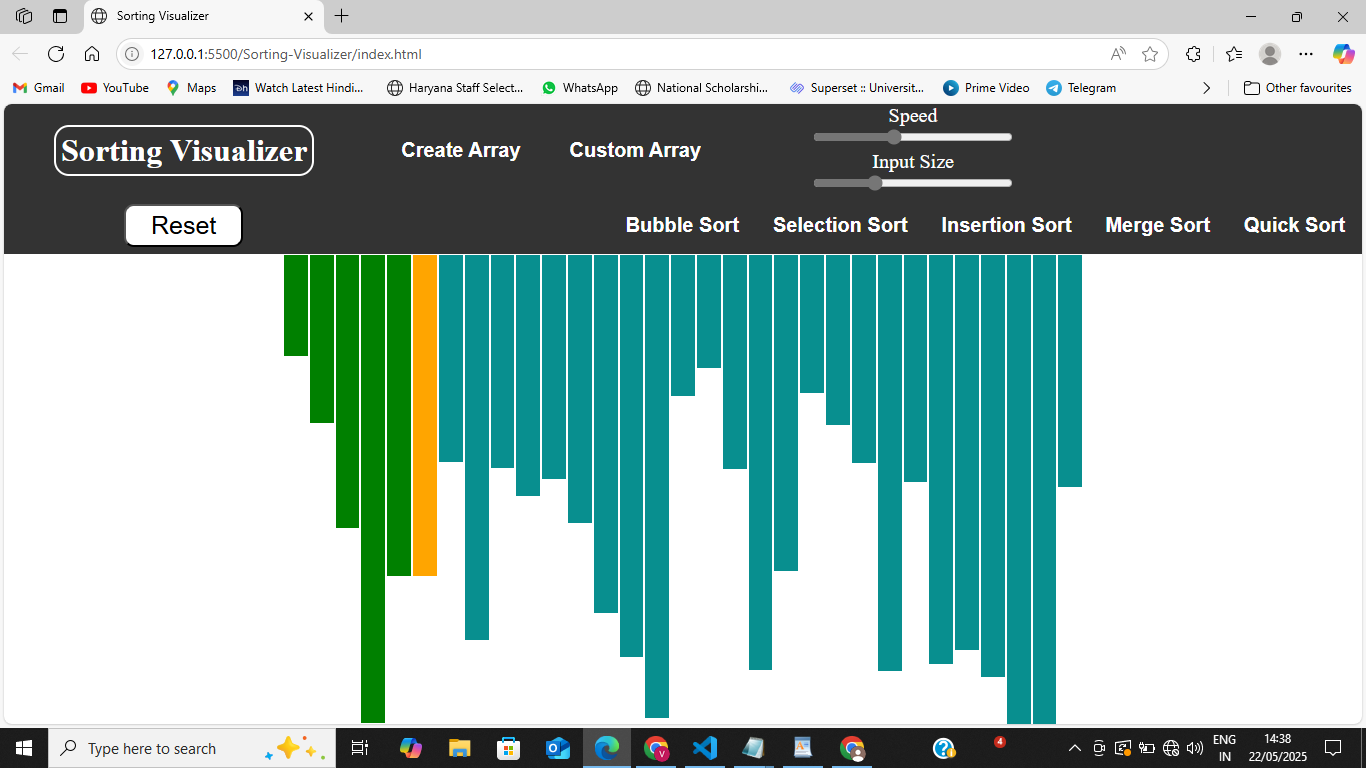 Sorting Visualizer
127.0.0.1:5500/Sorting-Visualizer/index.html
Gmail YouTube Maps Watch Latest Hindi... Haryana Staff Select... WhatsApp National Scholarshi... Superset :: Universit... Prime Video Telegram Other favourites
Speed
Sorting Visualizer Create Array Custom Array
Input Size
Reset Bubble Sort Selection Sort Insertion Sort Merge Sort Quick Sort
Type here to search
4
ENG
IN
14:38
22/05/2025